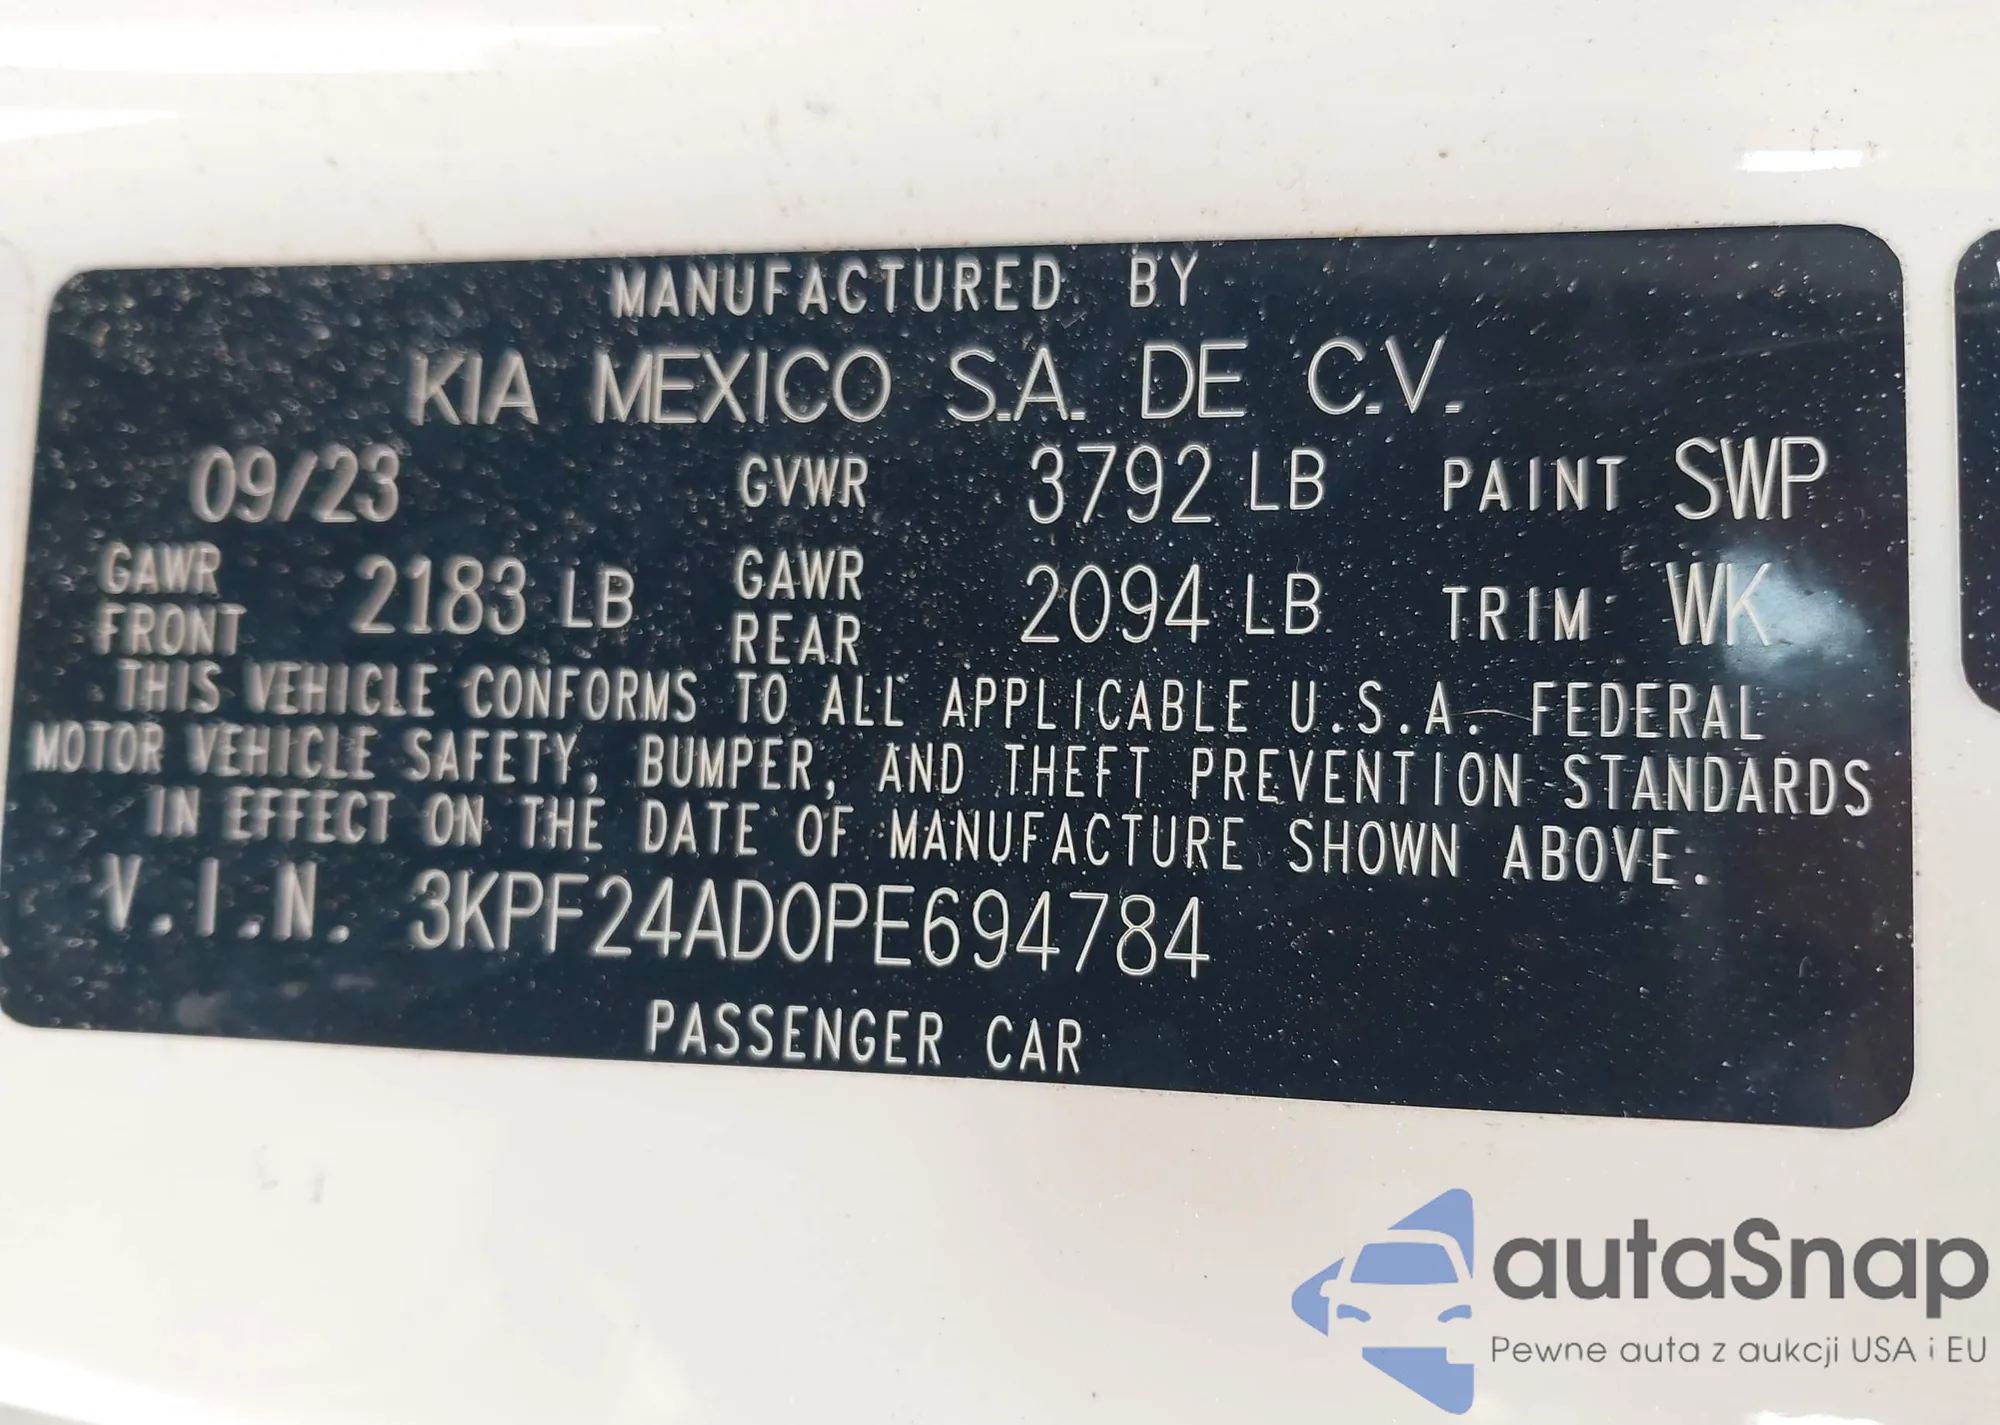 MANUFACTURED BY
KIA MEXICO S.A. DE C.V.
09/23 GVWR 3792 LB PAINT SWP
GAWR FRONT 2183 LB GAWR REAR 2094 LB TRIM WK
THIS VEHICLE CONFORMS TO ALL APPLICABLE U.S.A. FEDERAL
MOTOR VEHICLE SAFETY, BUMPER, AND THEFT PREVENTION STANDARDS
IN EFFECT ON THE DATE OF MANUFACTURE SHOWN ABOVE.
V.I.N. 3KPF24AD0PE694784
PASSENGER CAR
autaSnap
Pewne auta z aukcji USA i EU